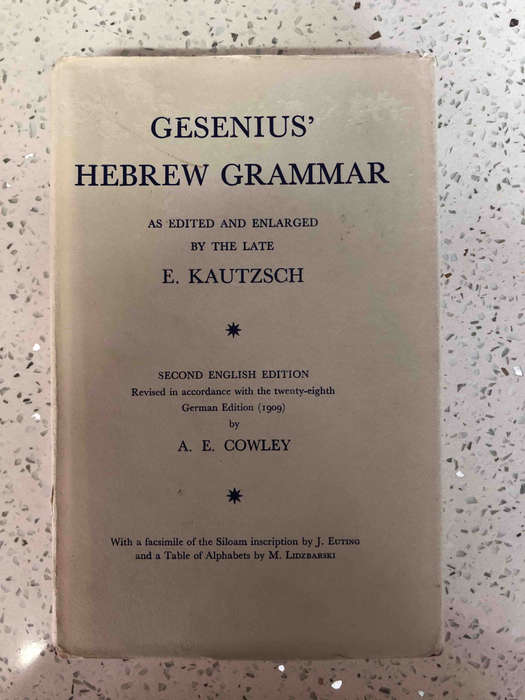 GESENIUS'
HEBREW GRAMMAR
AS EDITED AND ENLARGED
BY THE LATE
E. KAUTZSCH
SECOND ENGLISH EDITION
Revised in accordance with the twenty-eighth
German Edition (1909)
by
A. E. COWLEY
With a facsimile of the Siloam inscription by J. EUTING
and a Table of Alphabets by M. LIDZBARSKI